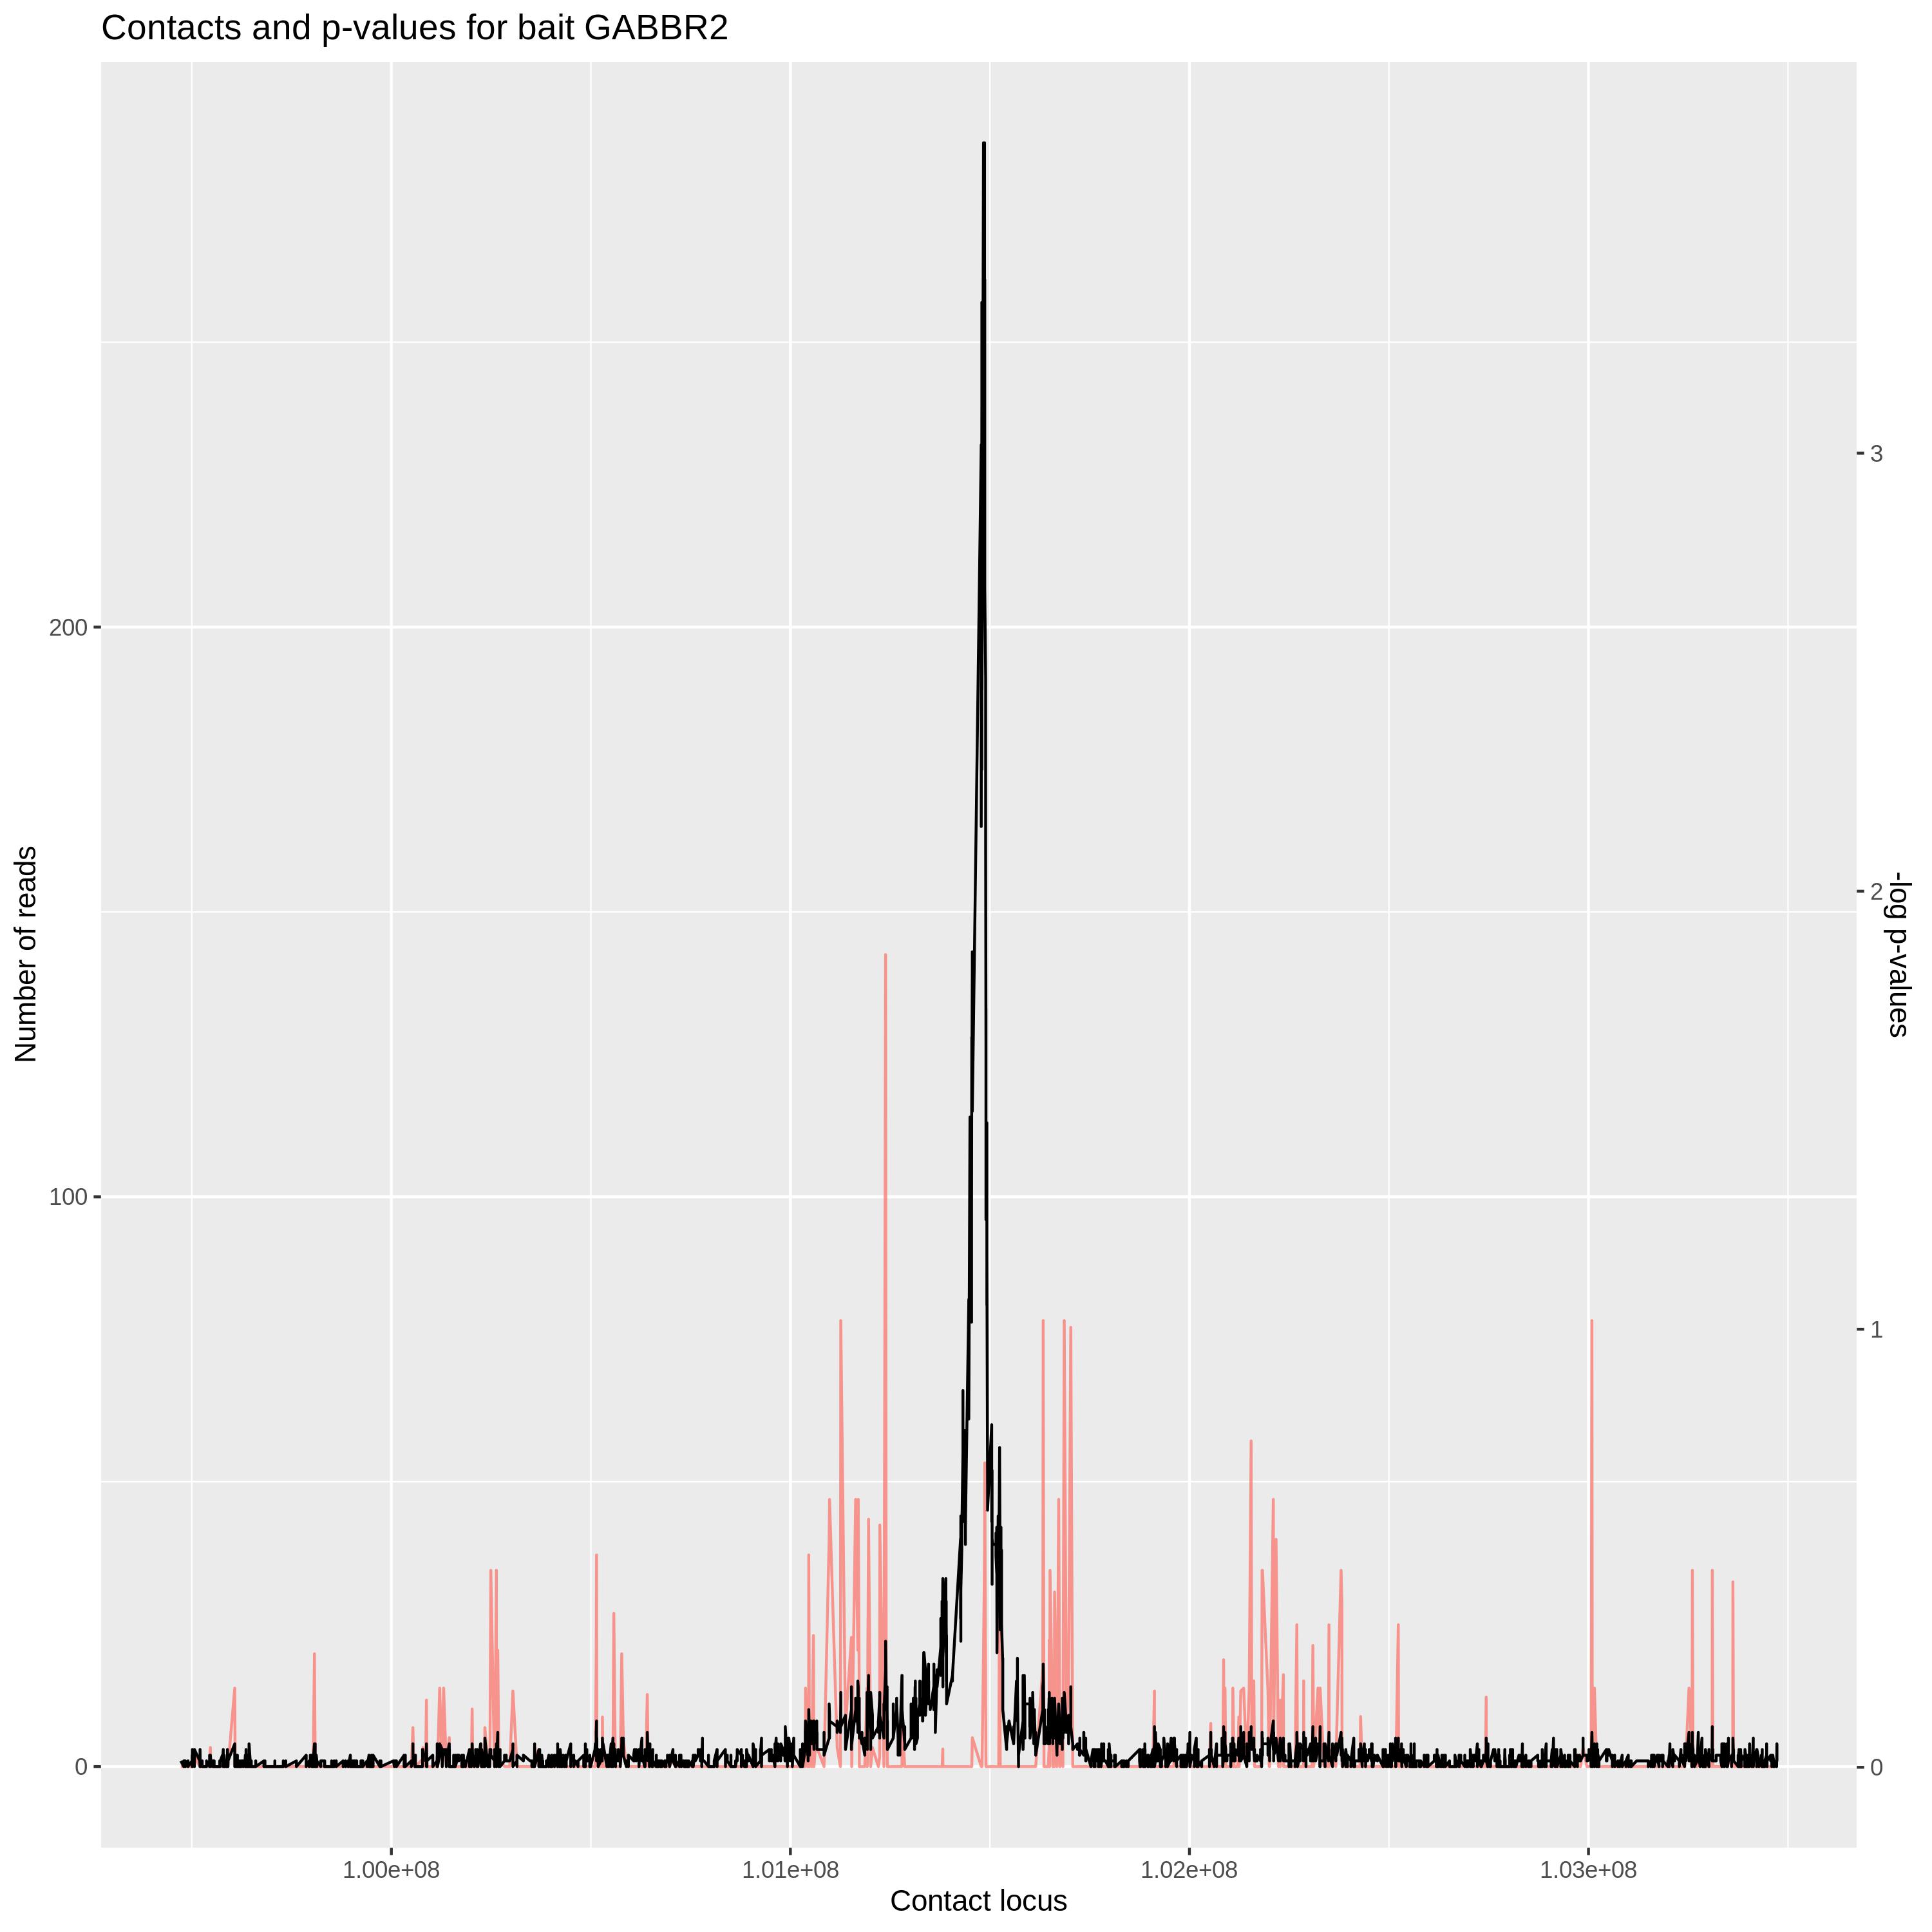 Contacts and p-values for bait GABBR2
Number of reads
200
100
0
3
2
1
0
-log p-values
1.00e+08
1.01e+08
1.02e+08
1.03e+08
Contact locus